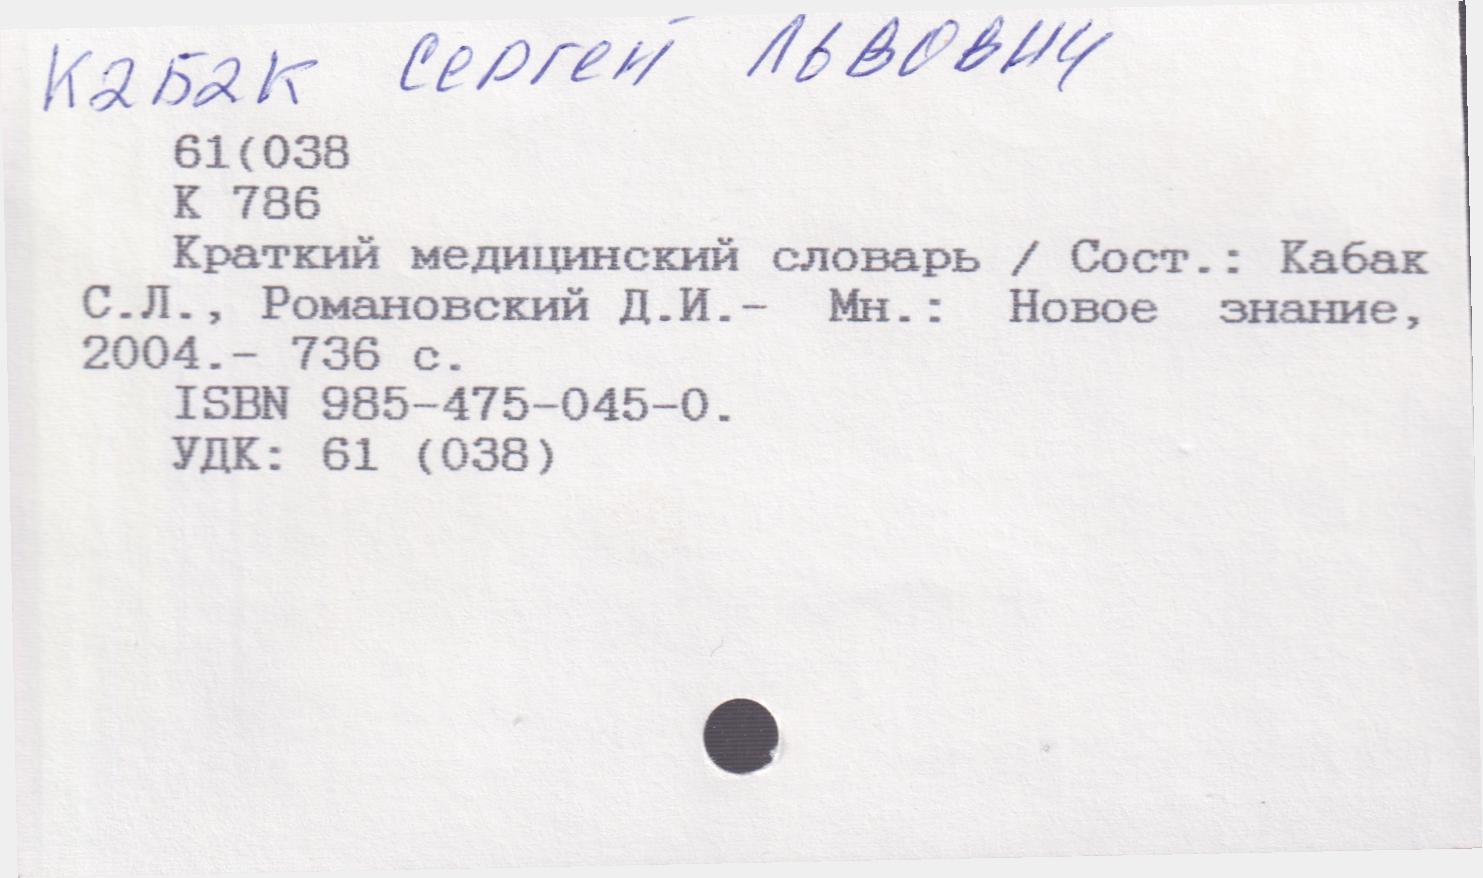 Кабак Сергей Львович
61(038
К 786
Краткий медицинский словарь / Сост.: Кабак
С.Л., Романовский Д.И.- Мн.: Новое знание,
2004.- 736 с.
ISBN 985-475-045-0.
УДК: 61 (038)